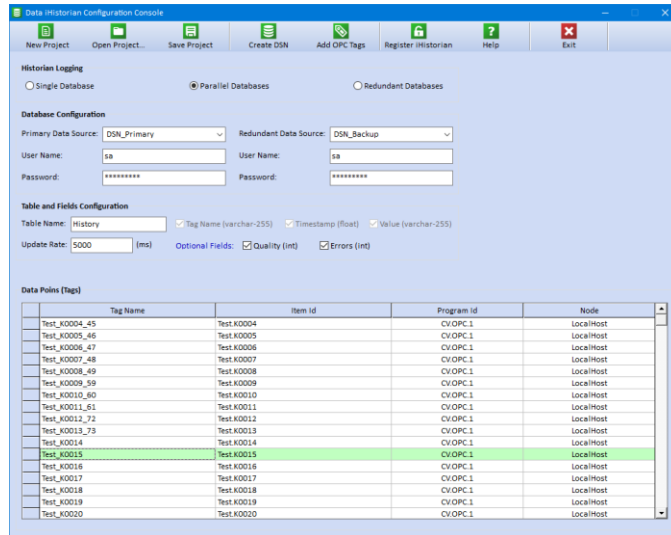 Data iHistorian Configuration Console
New Project Open Project... Save Project Create DSN Add OPC Tags Register iHistorian Help Exit
Historian Logging
Single Database Parallel Databases Redundant Databases
Database Configuration
Primary Data Source: DSN_Primary Redundant Data Source: DSN_Backup
User Name: sa User Name: sa
Password: ********* Password: *********
Table and Fields Configuration
Table Name: History Tag Name (varchar-255) Timestamp (float) Value (varchar-255)
Update Rate: 5000 (ms) Optional Fields: Quality (int) Errors (int)
Data Poins (Tags)
Tag Name Item Id Program Id Node
Test_K0004_45 Test.K0004 CV.OPC.1 LocalHost
Test_K0005_46 Test.K0005 CV.OPC.1 LocalHost
Test_K0006_47 Test.K0006 CV.OPC.1 LocalHost
Test_K0007_48 Test.K0007 CV.OPC.1 LocalHost
Test_K0008_49 Test.K0008 CV.OPC.1 LocalHost
Test_K0009_59 Test.K0009 CV.OPC.1 LocalHost
Test_K0010_60 Test.K0010 CV.OPC.1 LocalHost
Test_K0011_61 Test.K0011 CV.OPC.1 LocalHost
Test_K0012_72 Test.K0012 CV.OPC.1 LocalHost
Test_K0013_73 Test.K0013 CV.OPC.1 LocalHost
Test_K0014 Test.K0014 CV.OPC.1 LocalHost
Test_K0015 Test.K0015 CV.OPC.1 LocalHost
Test_K0016 Test.K0016 CV.OPC.1 LocalHost
Test_K0017 Test.K0017 CV.OPC.1 LocalHost
Test_K0018 Test.K0018 CV.OPC.1 LocalHost
Test_K0019 Test.K0019 CV.OPC.1 LocalHost
Test_K0020 Test.K0020 CV.OPC.1 LocalHost